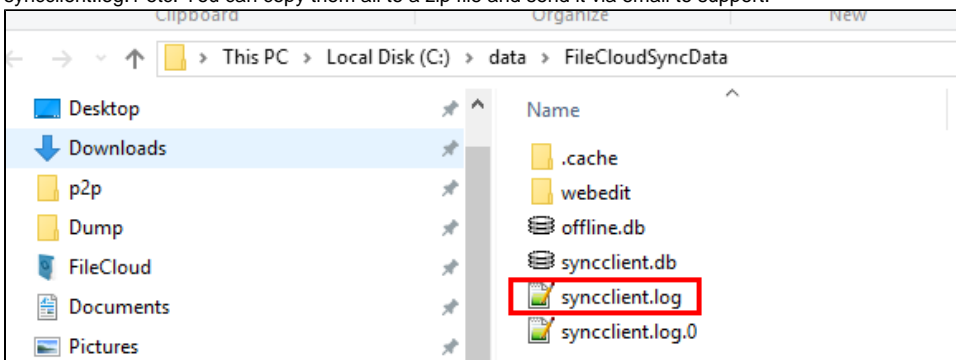 syncclient.log.1 etc. You can copy them all to a zip file and send it via email to support.
Clipboard Organize New
This PC > Local Disk (C:) > data > FileCloudSyncData
Desktop
Downloads
p2p
Dump
FileCloud
Documents
Pictures
Name
.cache
webedit
offline.db
syncclient.db
syncclient.log
syncclient.log.0